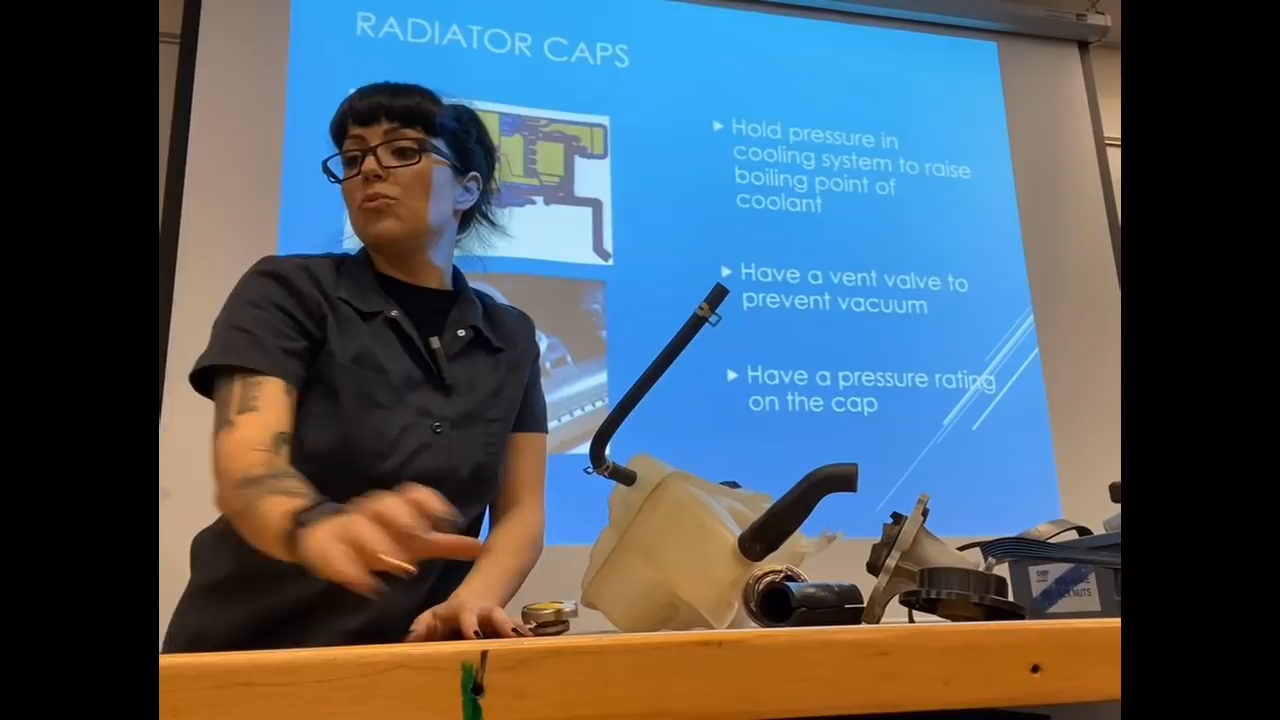 RADIATOR CAPS
Hold pressure in
cooling system to raise
boiling point of
coolant
Have a vent valve to
prevent vacuum
Have a pressure rating
on the cap